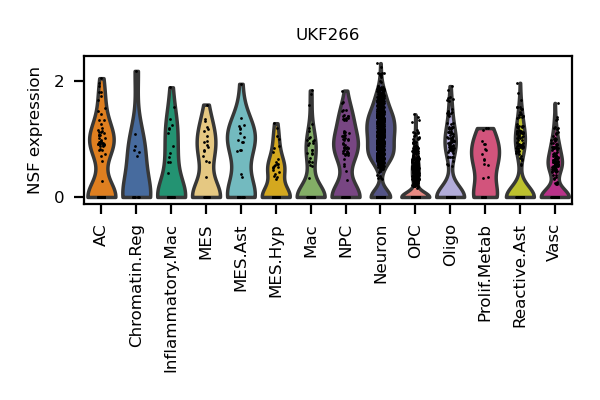 UKF266
NSF expression
2
0
AC
Chromatin.Reg
Inflammatory.Mac
MES
MES.Ast
MES.Hyp
Mac
NPC
Neuron
OPC
Oligo
Prolif.Metab
Reactive.Ast
Vasc